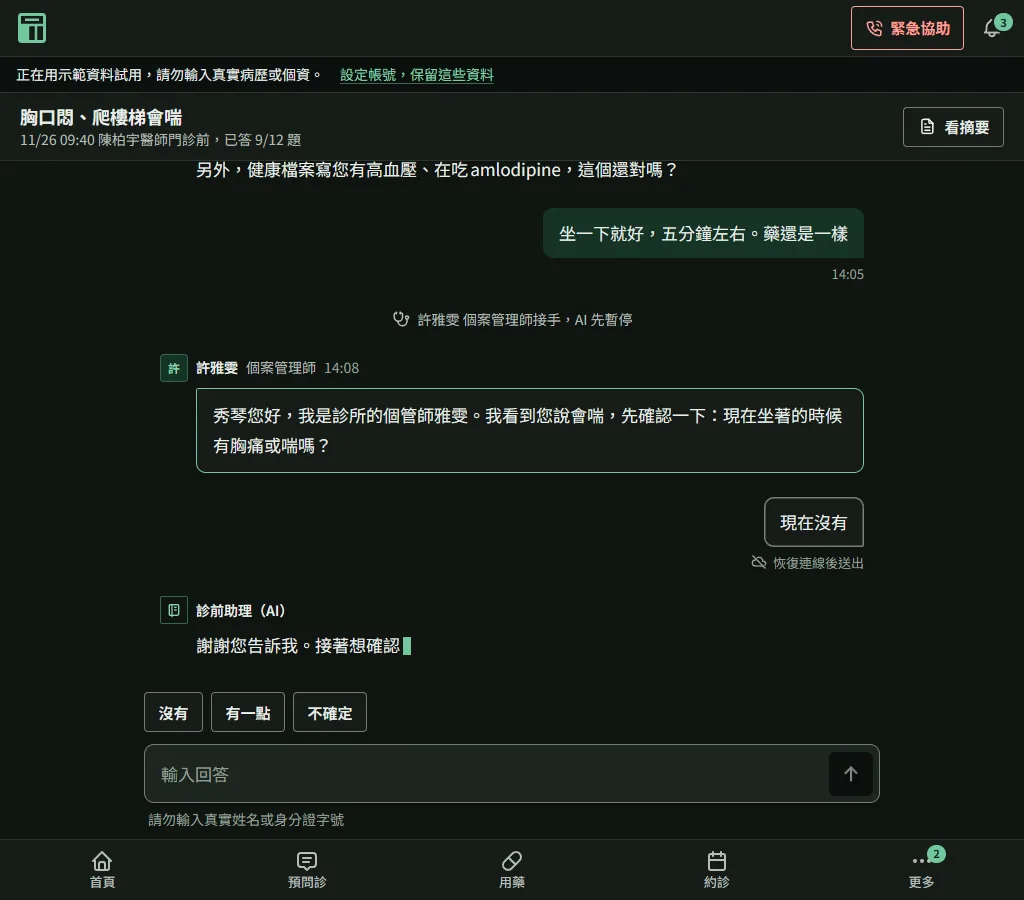 緊急協助
3
正在用示範資料試用，請勿輸入真實病歷或個資。 設定帳號，保留這些資料
胸口悶、爬樓梯會喘
11/26 09:40 陳柏宇醫師門診前，已答 9/12 題
看摘要
另外，健康檔案寫您有高血壓、在吃 amlodipine，這個還對嗎？
坐一下就好，五分鐘左右。藥還是一樣
14:05
許雅雯 個案管理師接手，AI 先暫停
許 許雅雯 個案管理師 14:08
秀琴您好，我是診所的個管師雅雯。我看到您說會喘，先確認一下：現在坐著的時候
有胸痛或喘嗎？
現在沒有
恢復連線後送出
診前助理（AI）
謝謝您告訴我。接著想確認
沒有 有一點 不確定
輸入回答
請勿輸入真實姓名或身分證字號
首頁 預問診 用藥 約診 更多 2